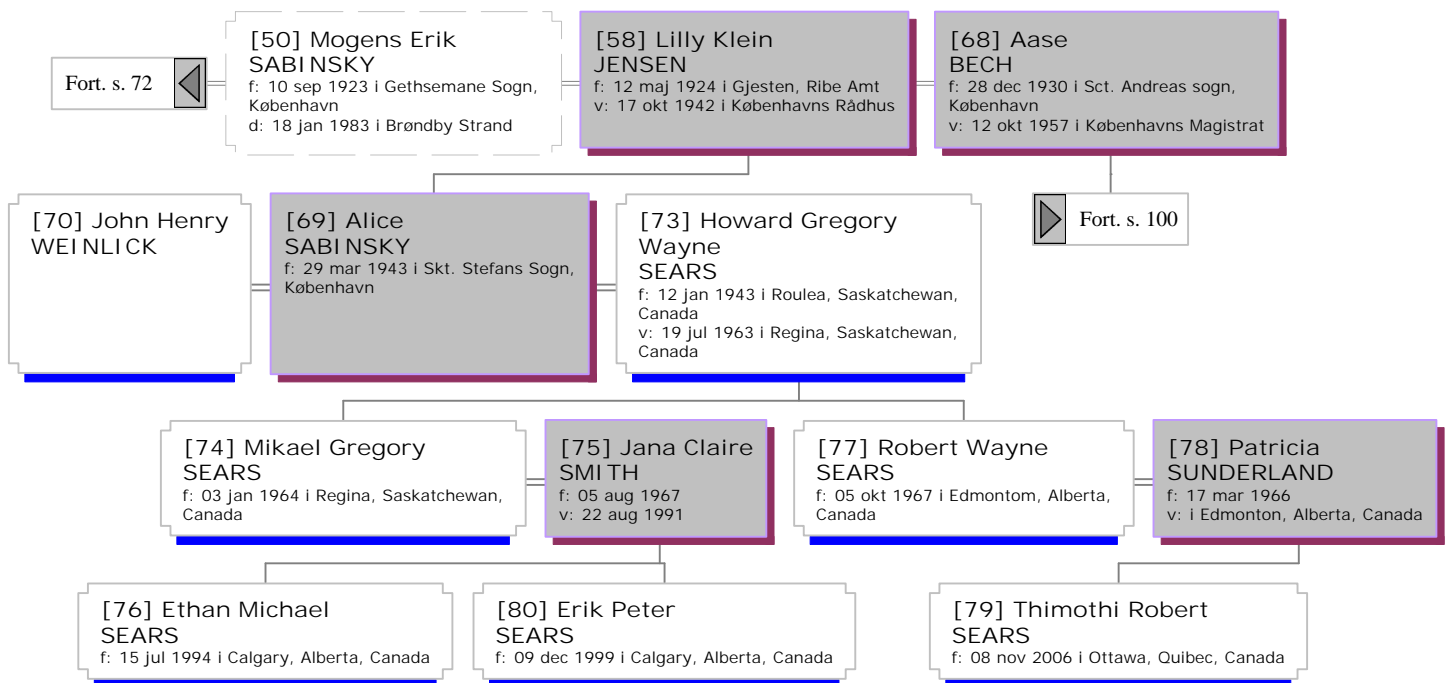 Fort. s. 72
[50] Mogens Erik
SABINSKY
f: 10 sep 1923 i Gethsemane Sogn,
København
d: 18 jan 1983 i Brøndby Strand
[58] Lilly Klein
JENSEN
f: 12 maj 1924 i Gjesten, Ribe Amt
v: 17 okt 1942 i Københavns Rådhus
[68] Aase
BECH
f: 28 dec 1930 i Sct. Andreas sogn,
København
v: 12 okt 1957 i Københavns Magistrat
[70] John Henry
WEINLICK
[69] Alice
SABINSKY
f: 29 mar 1943 i Skt. Stefans Sogn,
København
[73] Howard Gregory
Wayne
SEARS
f: 12 jan 1943 i Roulea, Saskatchewan,
Canada
v: 19 jul 1963 i Regina, Saskatchewan,
Canada
Fort. s. 100
[74] Mikael Gregory
SEARS
f: 03 jan 1964 i Regina, Saskatchewan,
Canada
[75] Jana Claire
SMITH
f: 05 aug 1967
v: 22 aug 1991
[77] Robert Wayne
SEARS
f: 05 okt 1967 i Edmontom, Alberta,
Canada
[78] Patricia
SUNDERLAND
f: 17 mar 1966
v: i Edmonton, Alberta, Canada
[76] Ethan Michael
SEARS
f: 15 jul 1994 i Calgary, Alberta, Canada
[80] Erik Peter
SEARS
f: 09 dec 1999 i Calgary, Alberta, Canada
[79] Thimothi Robert
SEARS
f: 08 nov 2006 i Ottawa, Quibec, Canada